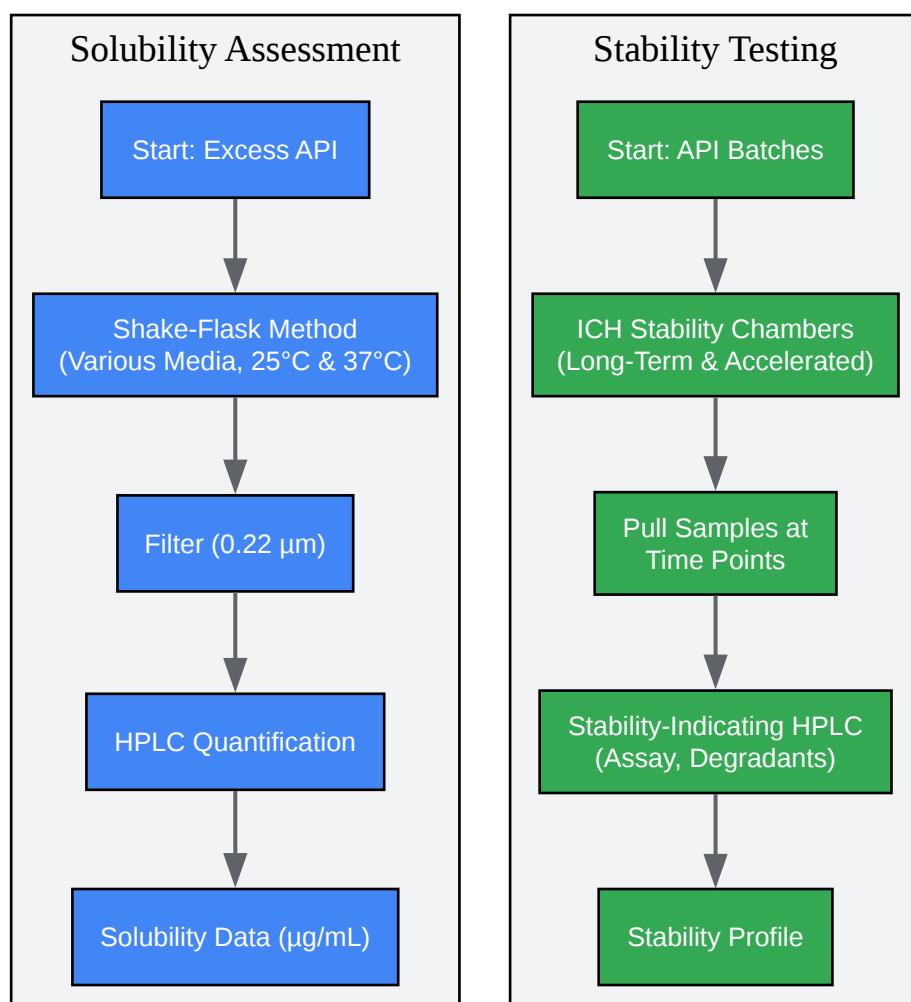 Solubility Assessment
Start: Excess API
Shake-Flask Method
(Various Media, 25°C & 37°C)
Filter (0.22 µm)
HPLC Quantification
Solubility Data (µg/mL)
Stability Testing
Start: API Batches
ICH Stability Chambers
(Long-Term & Accelerated)
Pull Samples at
Time Points
Stability-Indicating HPLC
(Assay, Degradants)
Stability Profile